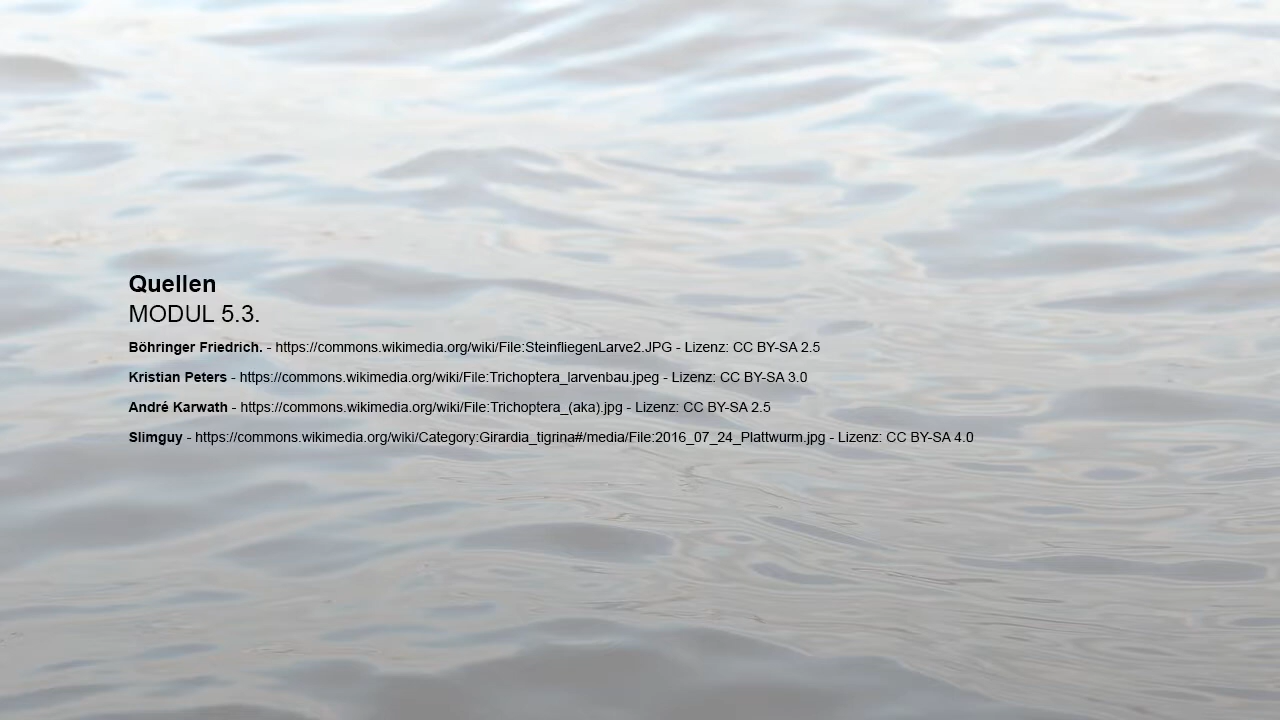 Quellen
MODUL 5.3.
Böhringer Friedrich. - https://commons.wikimedia.org/wiki/File:SteinfliegenLarve2.JPG - Lizenz: CC BY-SA 2.5
Kristian Peters - https://commons.wikimedia.org/wiki/File:Trichoptera_larvenbau.jpeg - Lizenz: CC BY-SA 3.0
André Karwath - https://commons.wikimedia.org/wiki/File:Trichoptera_(aka).jpg - Lizenz: CC BY-SA 2.5
Slimguy - https://commons.wikimedia.org/wiki/Category:Girardia_tigrina#/media/File:2016_07_24_Plattwurm.jpg - Lizenz: CC BY-SA 4.0